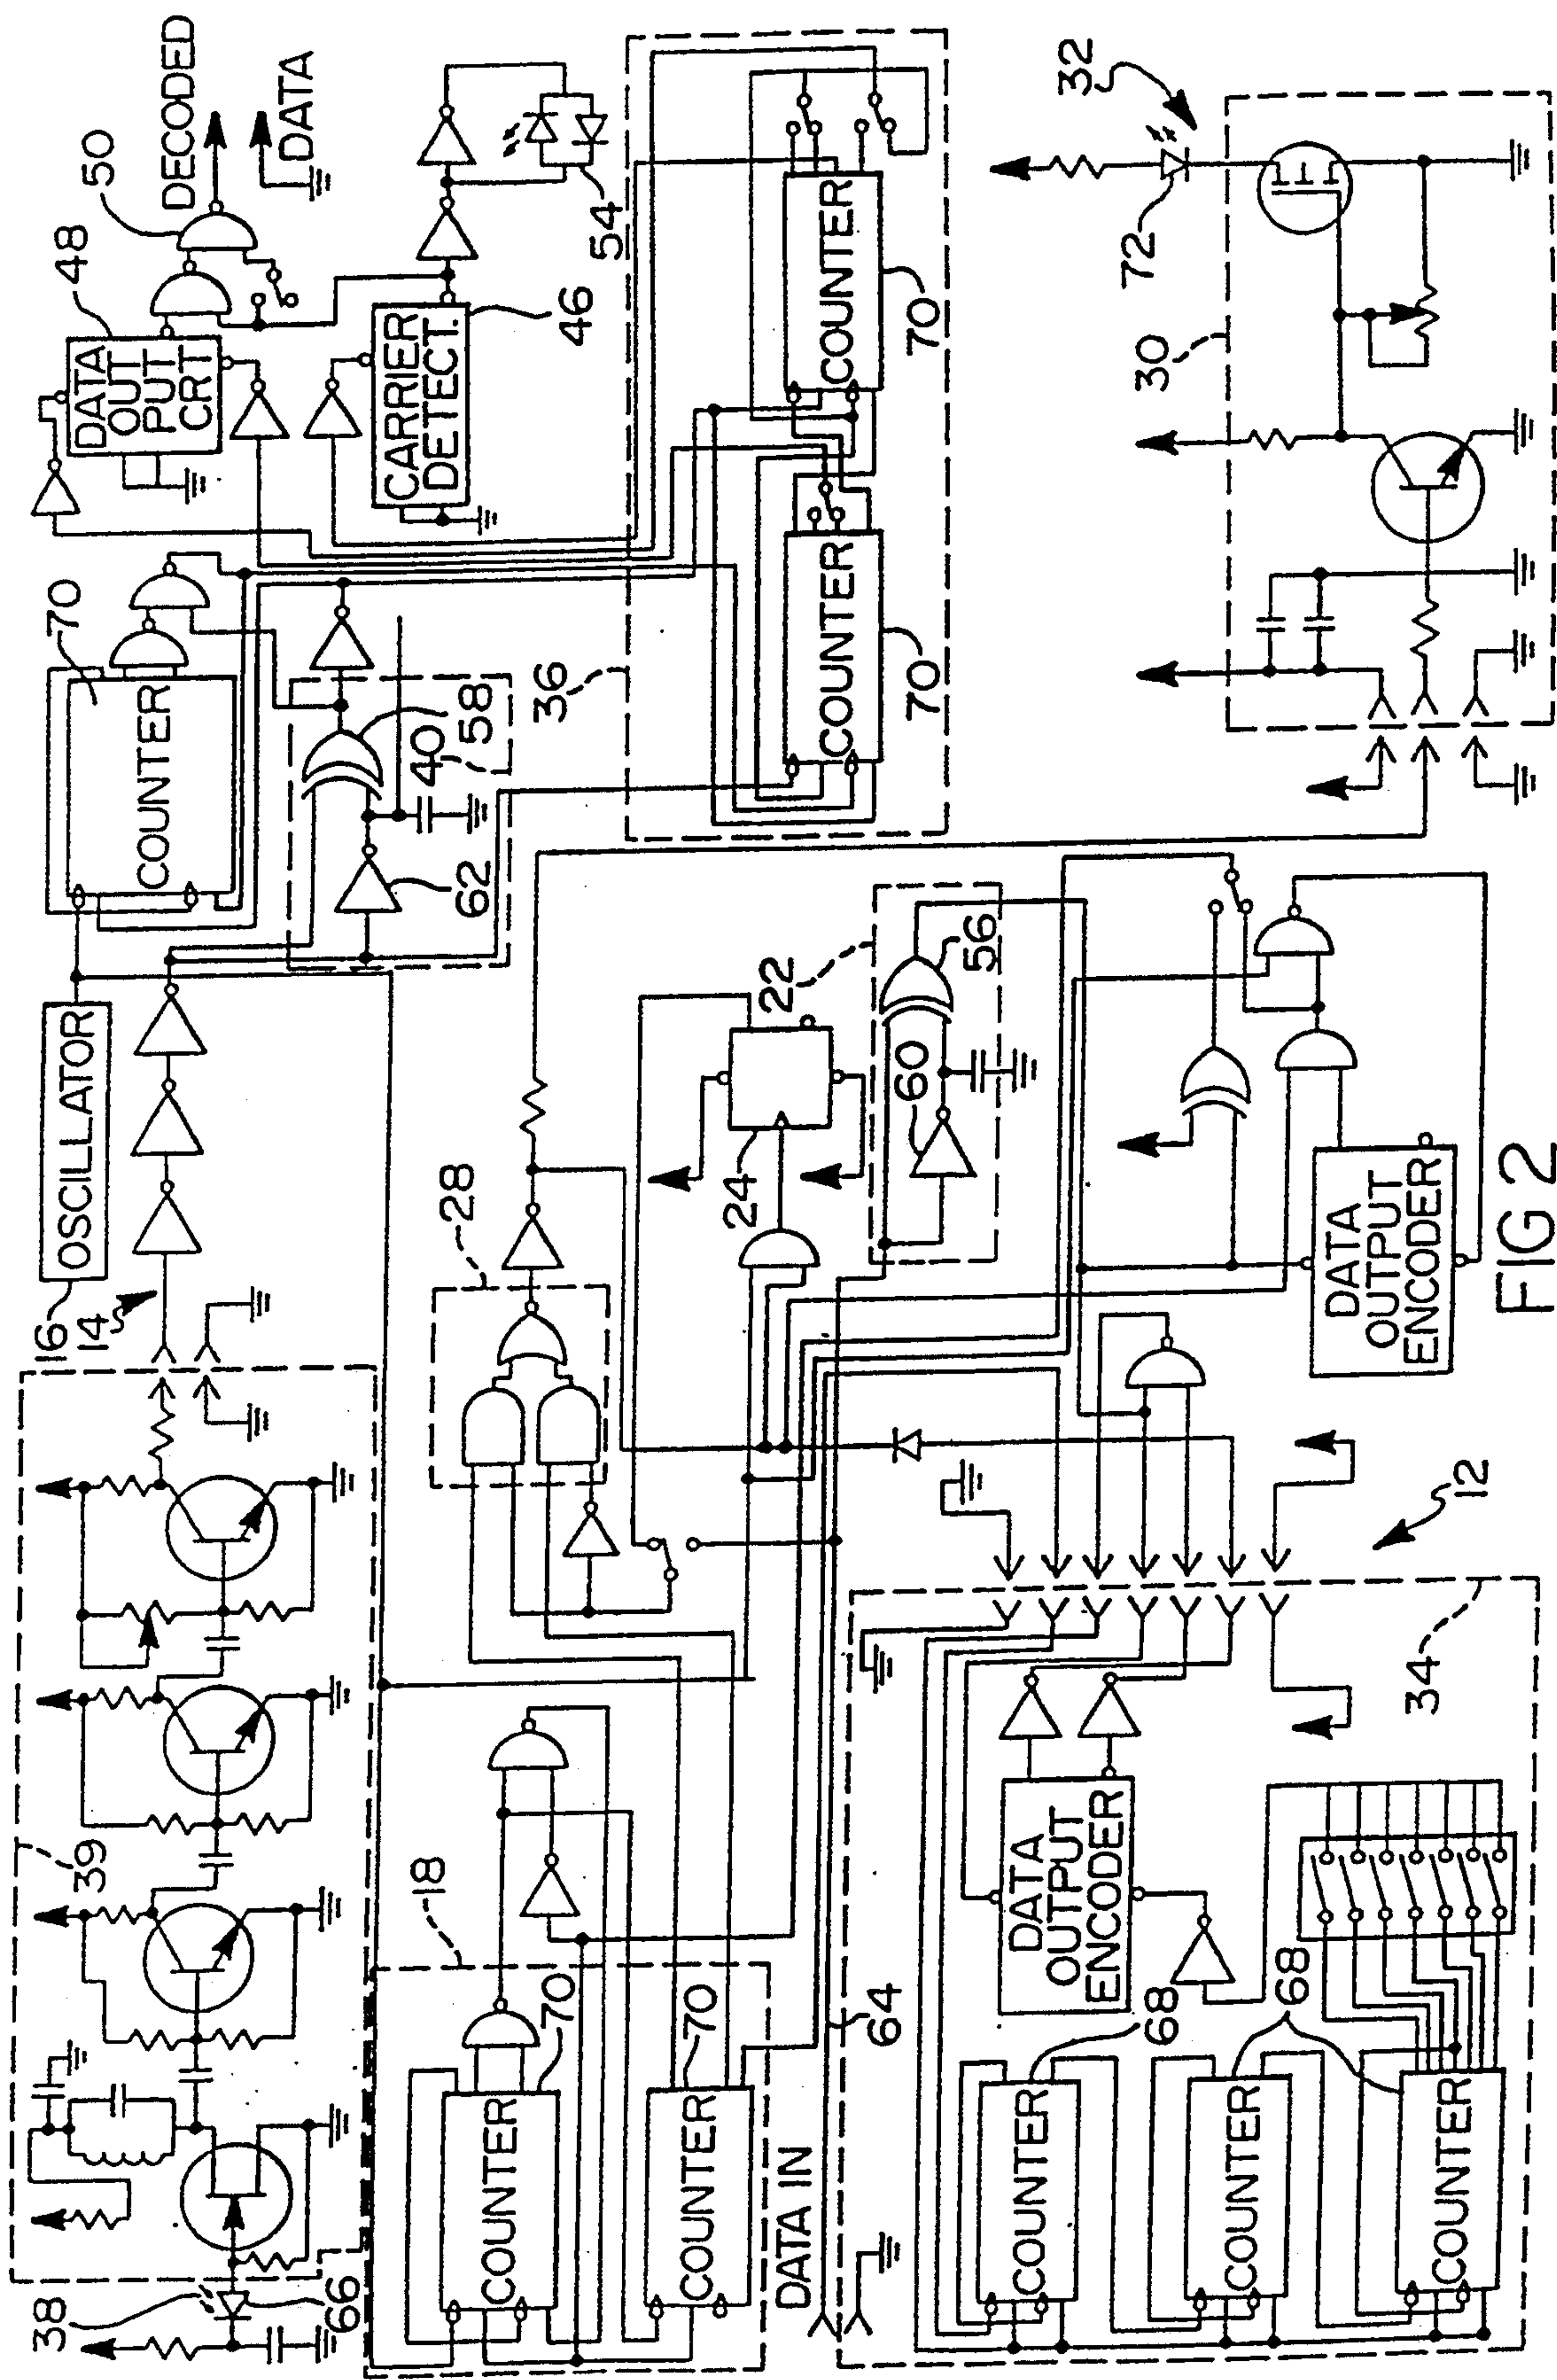 38
66
39
16
OSCILLATOR
14
COUNTER
70
DATA
OUT
PUT
CRT
48
50
DECODED
DATA
CARRIER
DETECT.
46
54
62
40
58
36
COUNTER
70
COUNTER
70
18
COUNTER
70
COUNTER
70
28
24
22
60
56
DATA IN
64
COUNTER
68
COUNTER
68
COUNTER
DATA
OUTPUT
ENCODER
34
12
DATA
OUTPUT
ENCODER
30
72
32
FIG 2